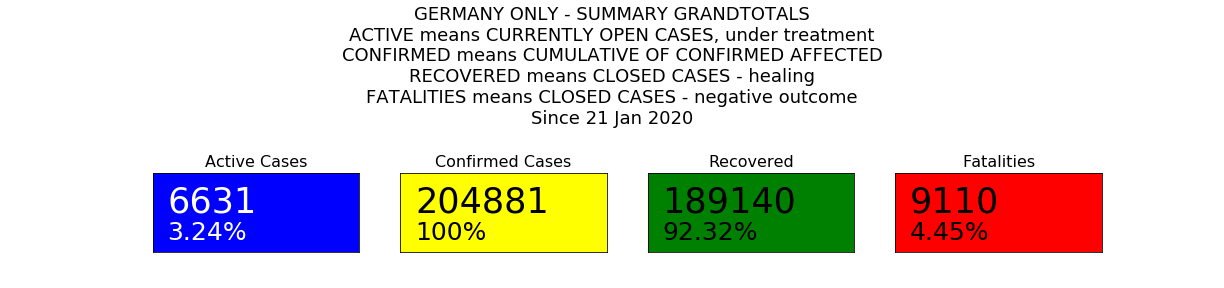 GERMANY ONLY - SUMMARY GRANDTOTALS
ACTIVE means CURRENTLY OPEN CASES, under treatment
CONFIRMED means CUMULATIVE OF CONFIRMED AFFECTED
RECOVERED means CLOSED CASES - healing
FATALITIES means CLOSED CASES - negative outcome
Since 21 Jan 2020
Active Cases
6631
3.24%
Confirmed Cases
204881
100%
Recovered
189140
92.32%
Fatalities
9110
4.45%